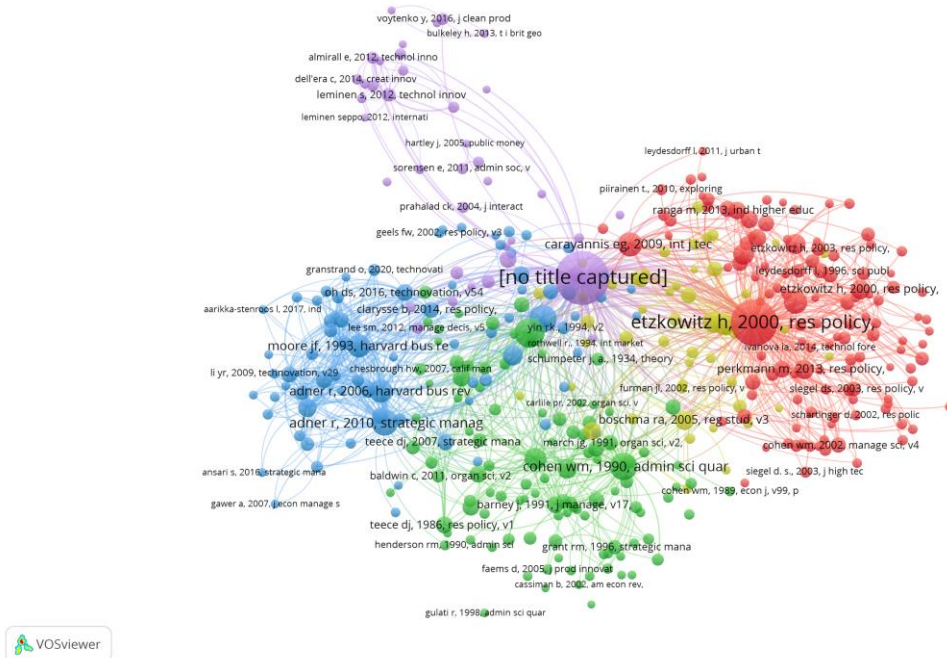 voytenko y, 2016, j clean prod
bulkeley h, 2013, t i brit geo
almirall e, 2012, technol inno
dell'era c, 2014, creat innov
leminen s, 2012, technol innov
leminen seppo, 2012, internati
hartley j, 2005, public money
leydesdorff l, 2011, j urban t
sorensen e, 2011, admin soc, v
piirainen t., 2010, exploring
prahalad ck, 2004, j interact
ranga m, 2013, ind higher educ
geels fw, 2002, res policy, v3
carayannis eg, 2009, int j tec
etzkowitz h, 2003, res policy,
granstrand o, 2020, technovati
[no title captured]
leydesdorff l, 1996, sci publ
oh ds, 2016, technovation, v54
etzkowitz h, 2000, res policy,
clarysse b, 2014, res policy,
aarikka-stenroos l, 2017, ind
lee sm, 2012, manage decis, v5
yin rk., 1994, v2
etzkowitz h, 2000, res policy,
ivanova ia, 2014, technol fore
moore jf, 1993, harvard bus re
rothwell r., 1994, int market
schumpeter j, a., 1934, theory
chesbrough hw, 2007, calif man
perkmann m, 2013, res policy,
li yr, 2009, technovation, v29
furman jl, 2002, res policy, v
siegel ds, 2003, res policy, v
adner r, 2006, harvard bus rev
carlile pr, 2002, organ sci, v
schartinger d, 2002, res polic
adner r, 2010, strategic manag
boschma ra, 2005, reg stud, v3
teece dj, 2007, strategic mana
march jg, 1991, organ sci, v2,
cohen wm, 2002, manage sci, v4
cohen wm, 1990, admin sci quar
ansari s, 2016, strategic mana
baldwin c, 2011, organ sci, v2
siegel d. s., 2003, j high tec
cohen wm, 1989, econ j, v99, p
gawer a, 2007, j econ manage s
barney j, 1991, j manage, v17,
teece dj, 1986, res policy, v1
henderson rm, 1990, admin sci
grant rm, 1996, strategic mana
faems d, 2005, j prod innovat
cassiman b, 2002, am econ rev,
gulati r, 1998, admin sci quar
VOSviewer